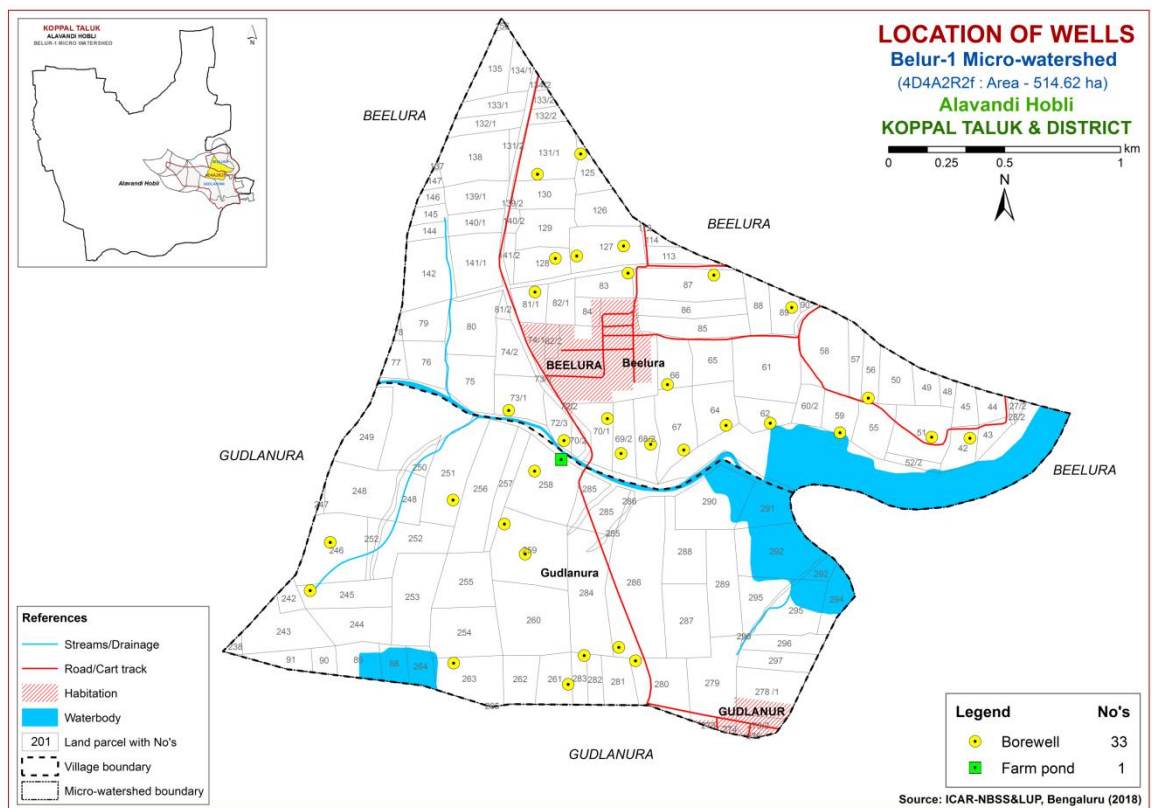 KOPPAL TALUK
ALAVANDI HOBLI
BELUR-1 MICRO WATERSHED
N
Alavandi Hobli
LOCATION OF WELLS
Belur-1 Micro-watershed
(4D4A2R2f : Area - 514.62 ha)
Alavandi Hobli
KOPPAL TALUK & DISTRICT
0 0.25 0.5 1 km
N
BEELURA
BEELURA
BEELURA
GUDLANURA
GUDLANURA
135 134/1
134/2
133/1 133/2
132/1 132/2
131/2 131/1
138 125
137
147 130
146 139/1 139/2 126
145 140/1 140/2
144 129
127 114
142 141/1 141/2 128 113
83 87 88 89 90
81/1 82/1 84 86
81/2 85
79 80
74/2 65 58 57
77 76 BEELURA Beelura 61 56 50 49 48
75 66 45 44 27/2
73/1 72/2 28/2
72/3 70/1 64 62 60/2 59 55 51 43
70/2 69/2 68/2 67 42
52/2
249
250 251 256 257 258 285 286 290 291
248 248 285
247 285
246 252 252 259 288 292
Gudlanura 286 292
242 245 253 255 284 289 295 295 294
244 260 287
243 254 296
238 297
91 90 89 88 264 263 262 261 283 282 281 280 279
278 /1
265
GUDLANUR
References
Streams/Drainage
Road/Cart track
Habitation
Waterbody
201 Land parcel with No's
Village boundary
Micro-watershed boundary
Legend No's
Borewell 33
Farm pond 1
Source: ICAR-NBSS&LUP, Bengaluru (2018)